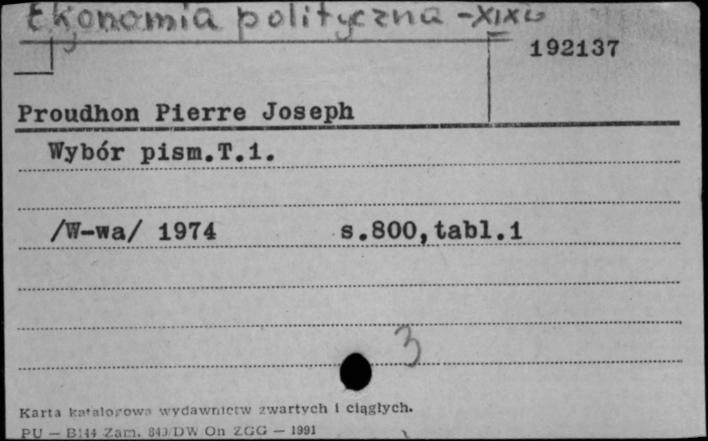 Ekonomia polityczna - XIX w
192137
Proudhon Pierre Joseph
Wybór pism.T.1.
/W-wa/ 1974 s.800,tabl.1
3
Karta katalogowa wydawnictw zwartych i ciągłych.
PU — B144 Zam. 843/DW On ZGG — 1991